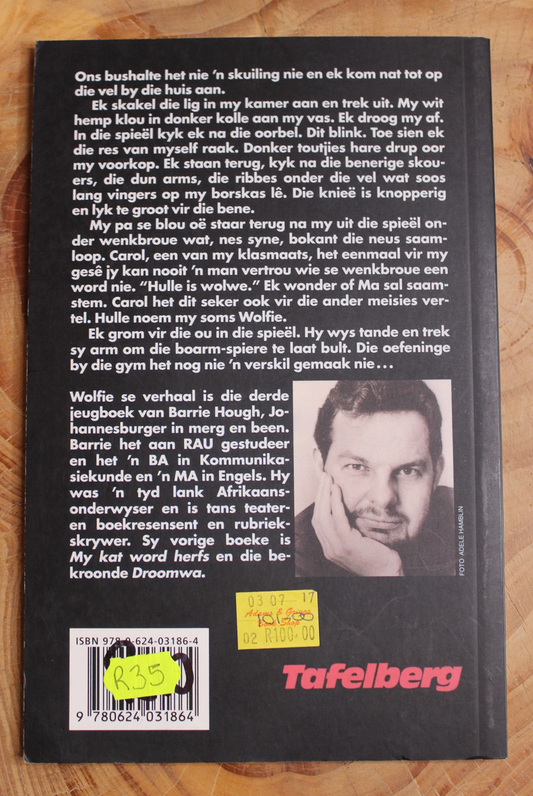 Ons bushalte het nie 'n skuiling nie en ek kom nat tot op
die vel by die huis aan.
Ek skakel die lig in my kamer aan en trek uit. My wit
hemp klou in donker kolle aan my vas. Ek droog my af.
In die spieël kyk ek na die oorbel. Dit blink. Toe sien ek
die res van myself raak. Donker toutjies hare drup oor
my voorkop. Ek staan terug, kyk na die benerige skou-
ers, die dun arms, die ribbes onder die vel wat soos
lang vingers op my borskas lê. Die knieë is knopperig
en lyk te groot vir die bene.
My pa se blou oë staar terug na my uit die spieël on-
der wenkbroue wat, nes syne, bokant die neus saam-
loop. Carol, een van my klasmaats, het eenmaal vir my
gesê jy kan nooit 'n man vertrou wie se wenkbroue een
word nie. “Hulle is wolwe.” Ek wonder of Ma sal saam-
stem. Carol het dit seker ook vir die ander meisies ver-
tel. Hulle noem my soms Wolfie.
Ek grom vir die ou in die spieël. Hy wys tande en trek
sy arm om die boarm-spiere te laat bult. Die oefeninge
by die gym het nog nie 'n verskil gemaak nie...
Wolfie se verhaal is die derde
jeugboek van Barrie Hough, Jo-
hannesburger in merg en been.
Barrie het aan RAU gestudeer
en het 'n BA in Kommunika-
siekunde en 'n MA in Engels. Hy
was 'n tyd lank Afrikaans-
onderwyser en is tans teater-
en boekresensent en rubriek-
skrywer. Sy vorige boeke is
My kat word herfs en die be-
kroonde Droomwa.
FOTO ADELE HAMBLIN
03 07 17
02 R100.00
ISBN 978-0-624-03186-4
R35
9 780624 031864
Tafelberg